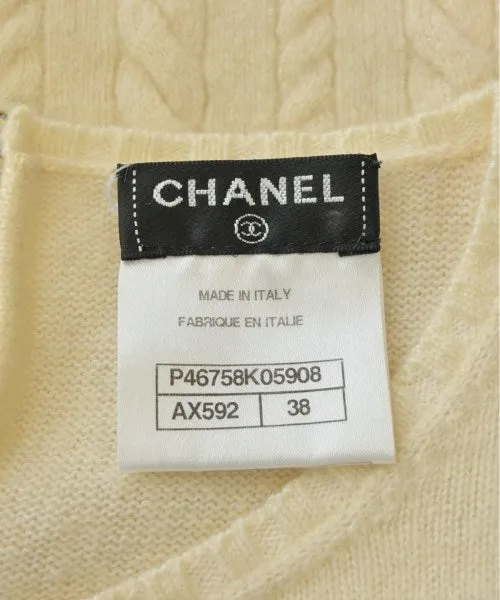 CHANEL
MADE IN ITALY
FABRIQUE EN ITALIE
P46758K05908
AX592 38